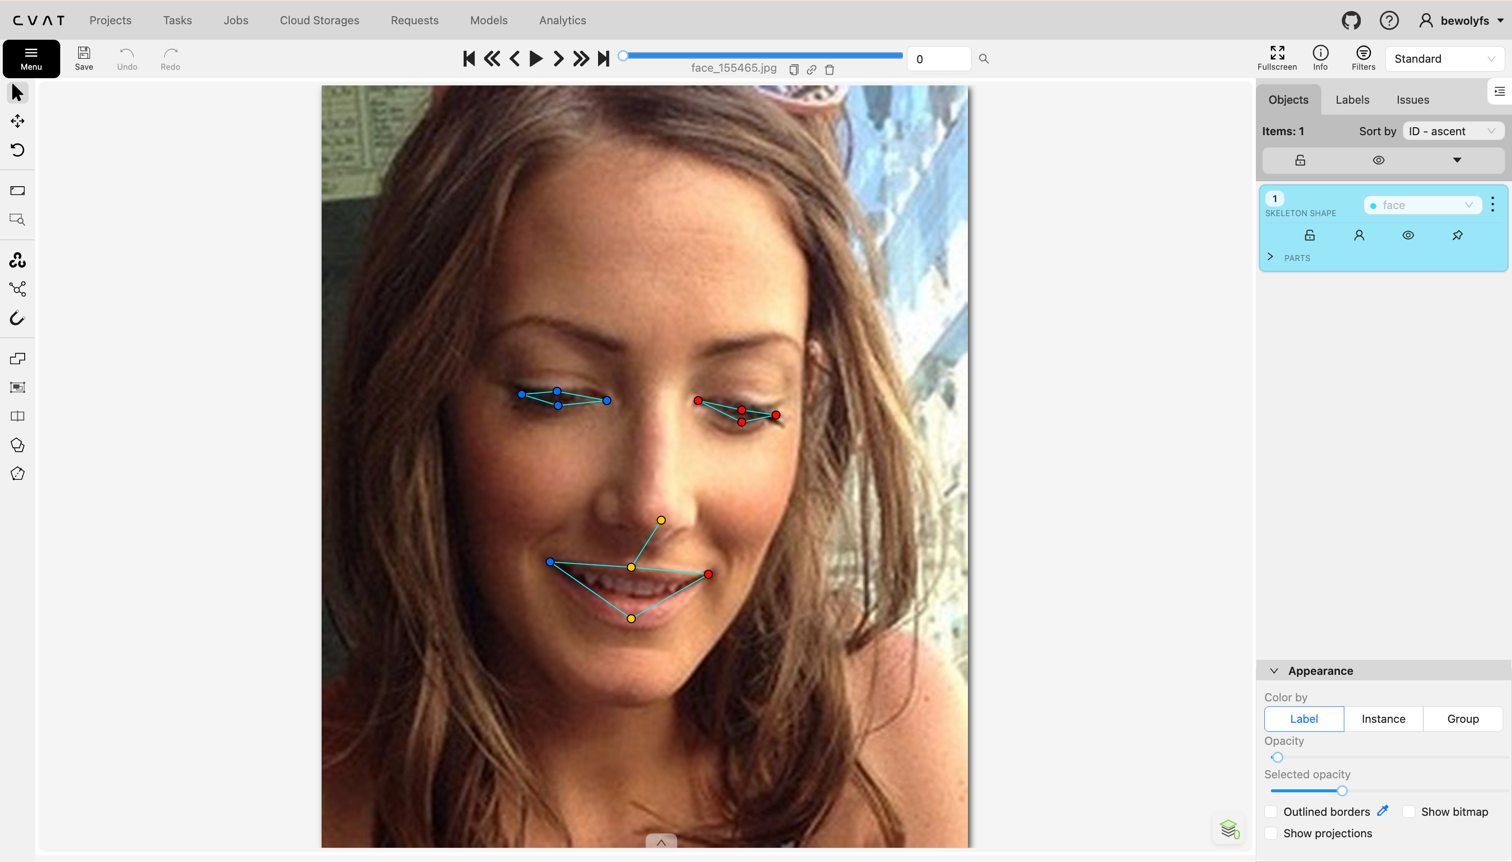 CVAT Projects Tasks Jobs Cloud Storages Requests Models Analytics bewolyfs
Menu Save Undo Redo 0 Fullscreen Info Filters Standard
face_155465.jpg
Objects Labels Issues
Items: 1 Sort by ID - ascent
1 face
SKELETON SHAPE
PARTS
Appearance
Color by
Label Instance Group
Opacity
Selected opacity
Outlined borders Show bitmap
Show projections
0